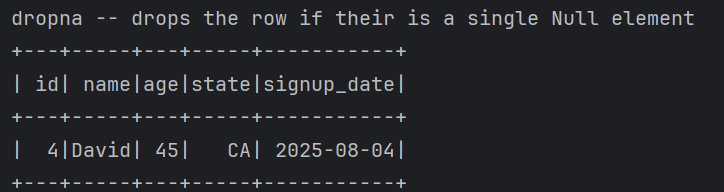 dropna -- drops the row if their is a single Null element
+---+-----+---+-----+-----------+
| id| name|age|state|signup_date|
+---+-----+---+-----+-----------+
|  4|David| 45|   CA| 2025-08-04|
+---+-----+---+-----+-----------+